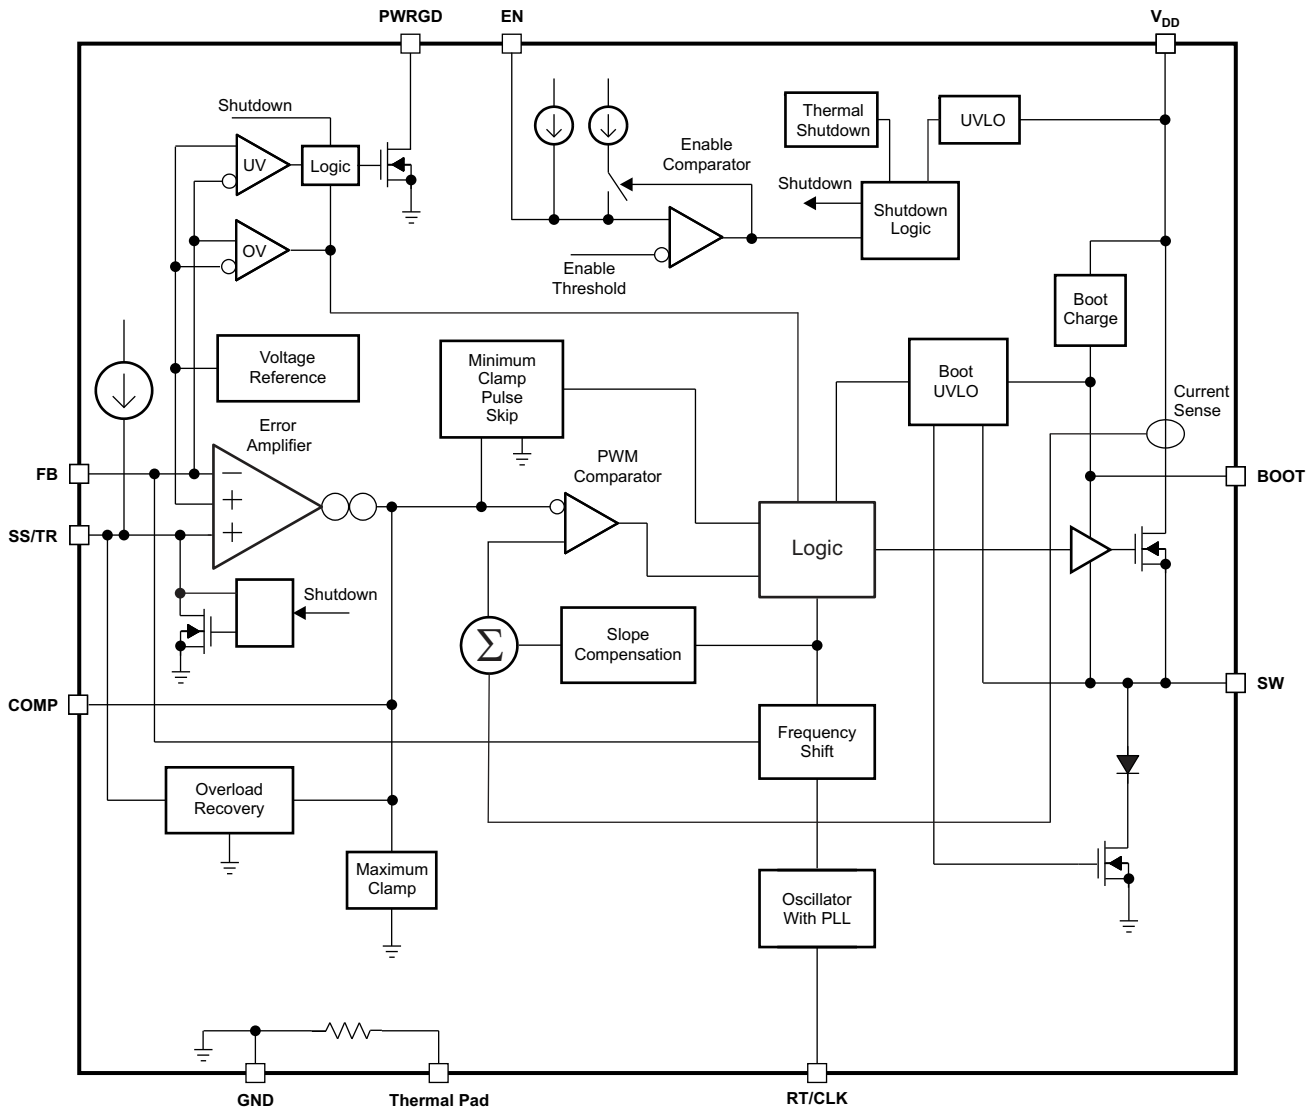 PWRGD
EN
VDD
Shutdown
Thermal
Shutdown
UVLO
UV
Logic
Enable
Comparator
Shutdown
Shutdown
Logic
OV
Enable
Threshold
Boot
Charge
Voltage
Reference
Minimum
Clamp
Pulse
Skip
Boot
UVLO
Current
Sense
Error
Amplifier
PWM
Comparator
FB
−
+
+
BOOT
SS/TR
Logic
Shutdown
Σ
Slope
Compensation
COMP
SW
Frequency
Shift
Overload
Recovery
Maximum
Clamp
Oscillator
With PLL
GND
Thermal Pad
RT/CLK